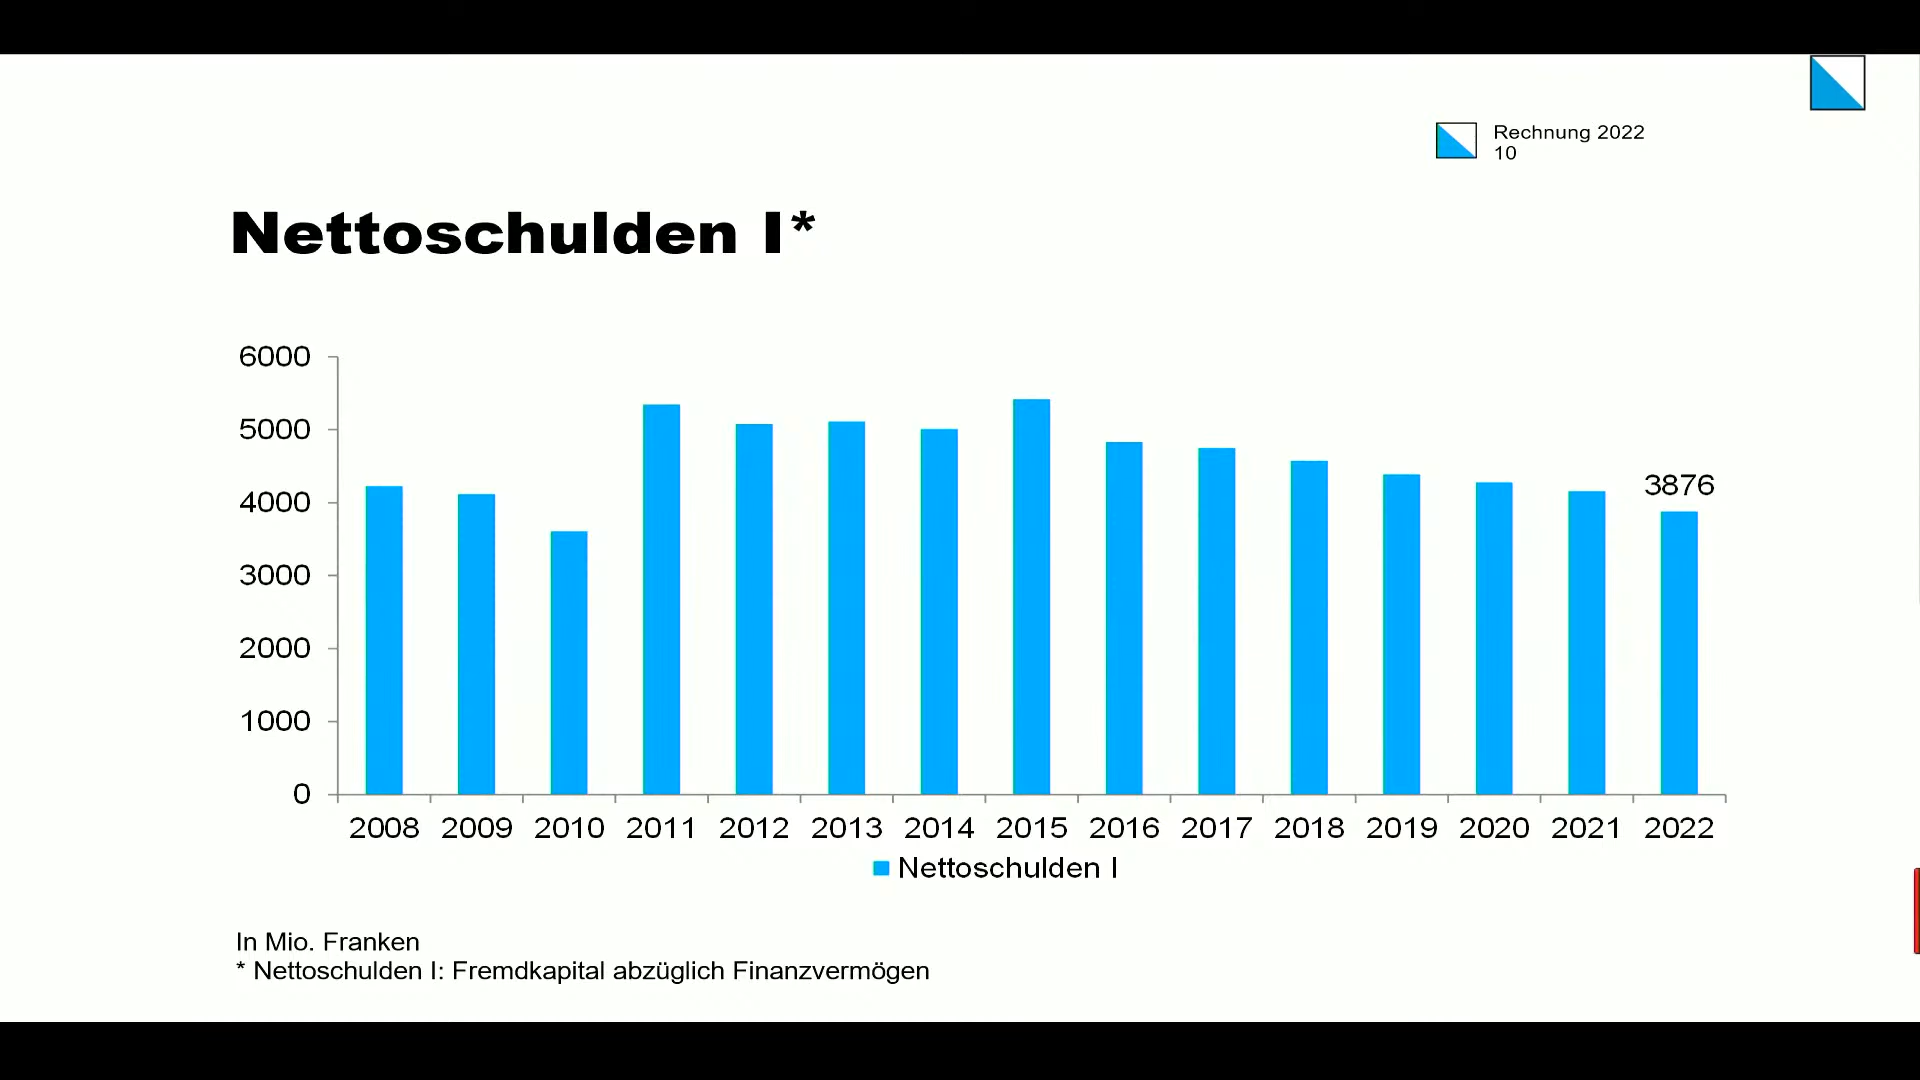 Rechnung 2022
10
Nettoschulden I*
6000
5000
4000
3000
2000
1000
0
3876
2008 2009 2010 2011 2012 2013 2014 2015 2016 2017 2018 2019 2020 2021 2022
Nettoschulden I
In Mio. Franken
* Nettoschulden I: Fremdkapital abzüglich Finanzvermögen